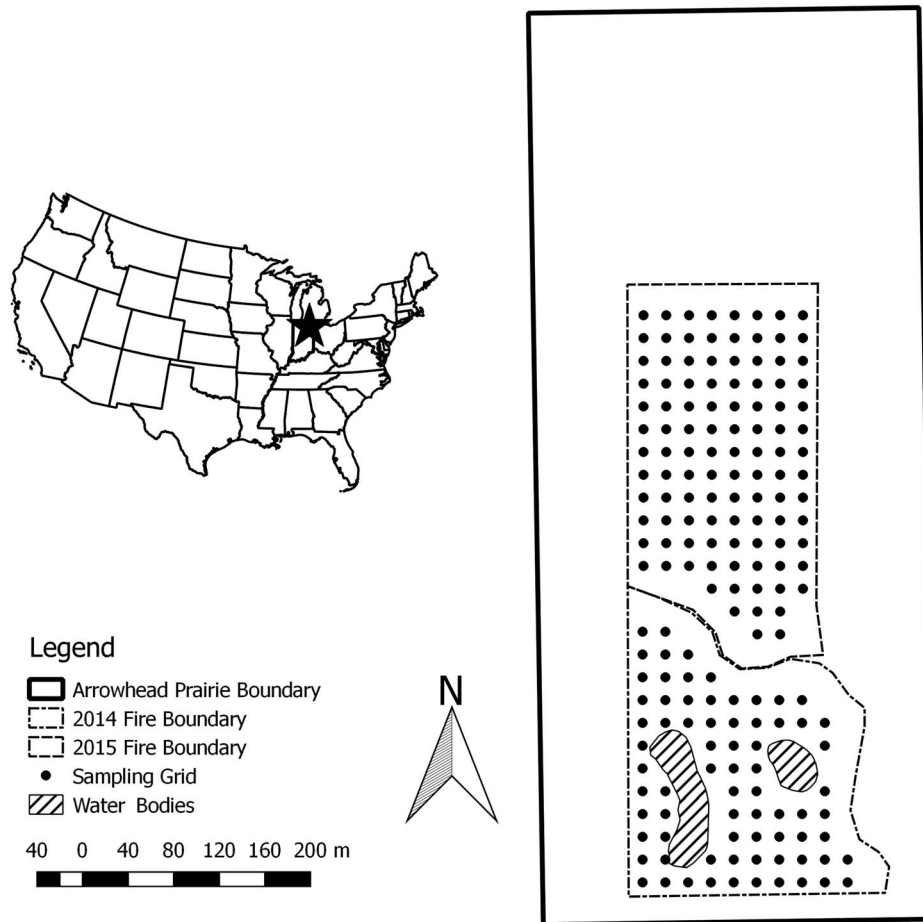 Legend
Arrowhead Prairie Boundary
2014 Fire Boundary
2015 Fire Boundary
Sampling Grid
Water Bodies
40 0 40 80 120 160 200 m
N